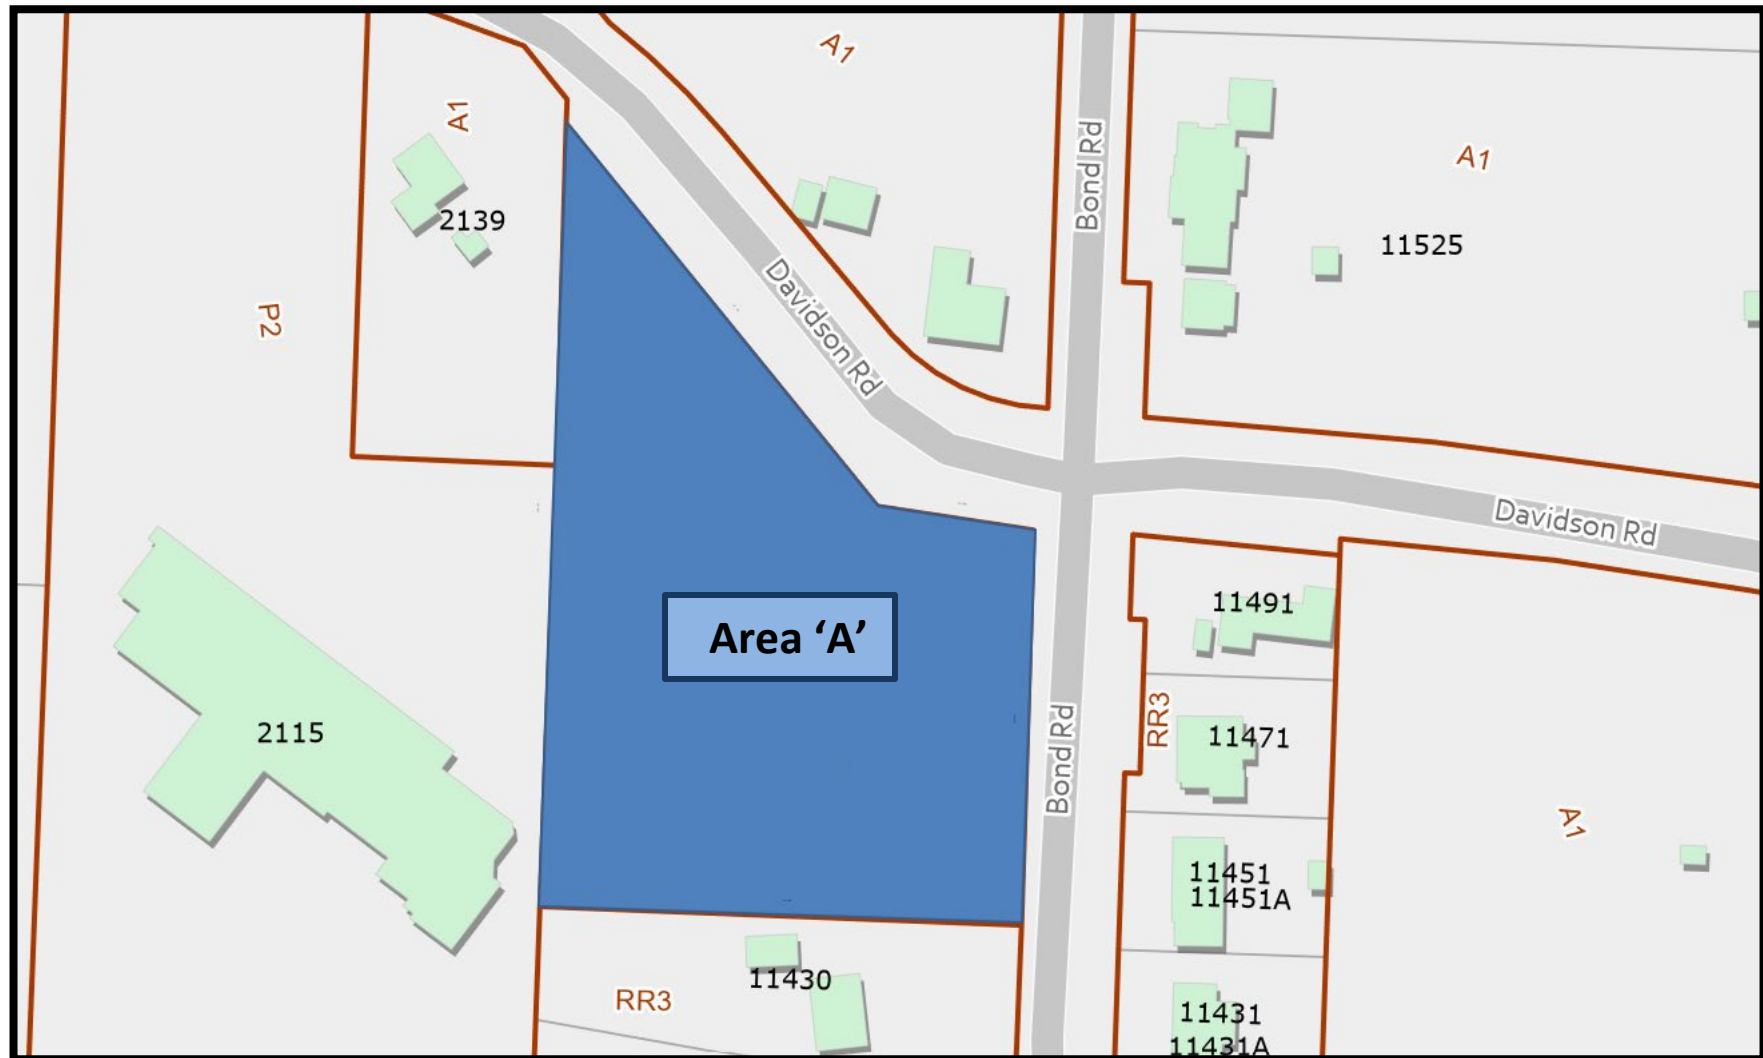 A1
A1
Bond Rd
A1
2139
11525
P2
Davidson Rd
Davidson Rd
11491
Area ‘A’
RR3
2115
11471
Bond Rd
A1
11451
11451A
11430
RR3
11431
11431A